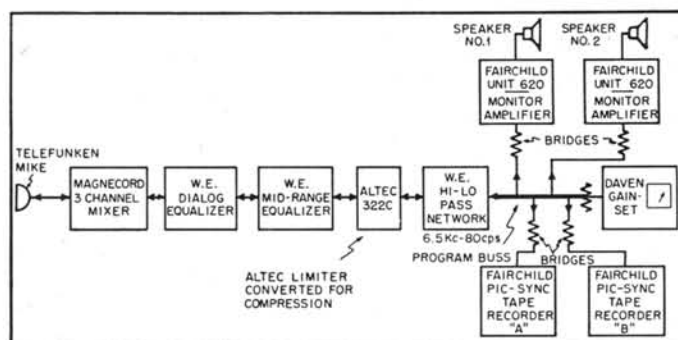 SPEAKER
NO.1
SPEAKER
NO. 2
FAIRCHILD
UNIT 620
MONITOR
AMPLIFIER
FAIRCHILD
UNIT 620
MONITOR
AMPLIFIER
BRIDGES
TELEFUNKEN
MIKE
MAGNECORD
3 CHANNEL
MIXER
W.E.
DIALOG
EQUALIZER
W.E.
MID-RANGE
EQUALIZER
ALTEC
322C
W.E.
HI-LO
PASS
NETWORK
DAVEN
GAIN-
SET
6.5Kc-80cps
PROGRAM BUSS
BRIDGES
ALTEC LIMITER
CONVERTED FOR
COMPRESSION
FAIRCHILD
PIC-SYNC
TAPE
RECORDER
"A"
FAIRCHILD
PIC-SYNC
TAPE
RECORDER
"B"